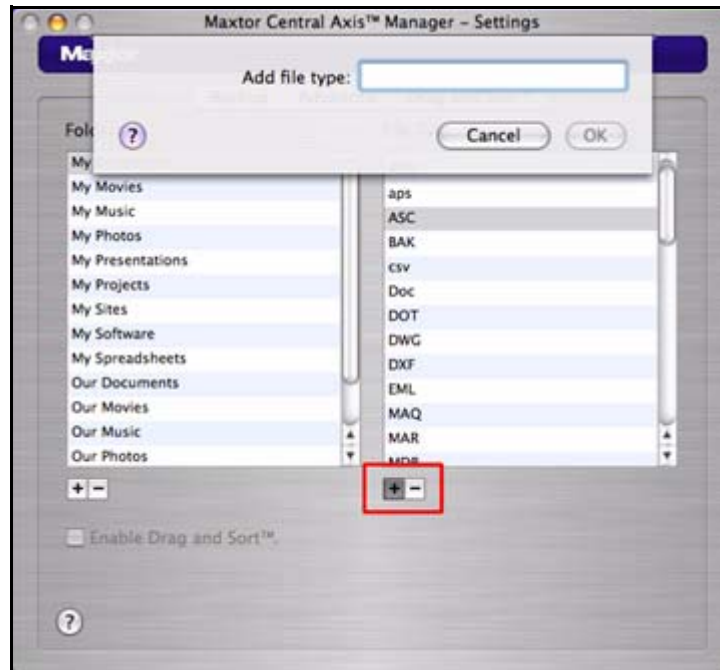 Maxtor Central Axis™ Manager – Settings
Add file type:
?
Cancel OK
My
My Movies
My Music
My Photos
My Presentations
My Projects
My Sites
My Software
My Spreadsheets
Our Documents
Our Movies
Our Music
Our Photos
+ −
aps
ASC
BAK
csv
Doc
DOT
DWG
DXF
EML
MAQ
MAR
MDB
+ −
Enable Drag and Sort™.
?